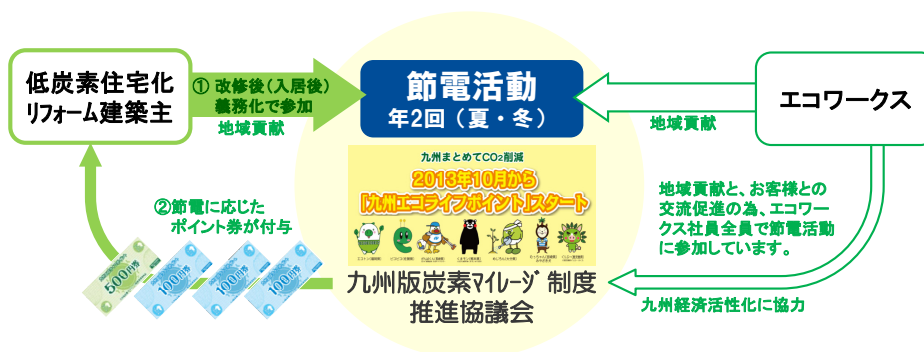 低炭素住宅化
リフォーム建築主
① 改修後（入居後）
義務化で参加
地域貢献
節電活動
年2回（夏・冬）
地域貢献
エコワークス
九州まとめてCO₂削減
2013年10月から
「九州エコライフポイント」スタート
②節電に応じた
ポイント券が付与
500円券
100円券
100円券
100円券
地域貢献と、お客様との
交流促進の為、エコワー
クス社員全員で節電活動
に参加しています。
九州版炭素ﾏｲﾚｰｼﾞ 制度
推進協議会
九州経済活性化に協力